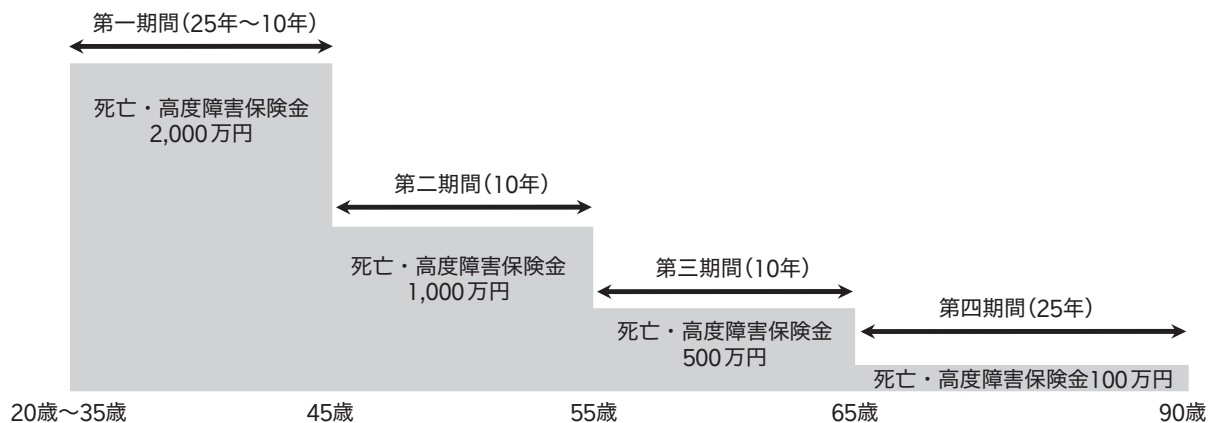 第一期間（25年～10年）
死亡・高度障害保険金
2,000万円
第二期間（10年）
死亡・高度障害保険金
1,000万円
第三期間（10年）
死亡・高度障害保険金
500万円
第四期間（25年）
死亡・高度障害保険金100万円
20歳～35歳
45歳
55歳
65歳
90歳